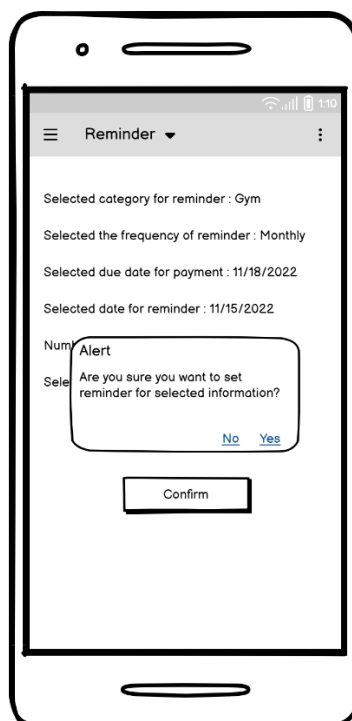 1:10
Reminder
Selected category for reminder : Gym
Selected the frequency of reminder : Monthly
Selected due date for payment : 11/18/2022
Selected date for reminder : 11/15/2022
Alert
Are you sure you want to set
reminder for selected information?
No Yes
Confirm